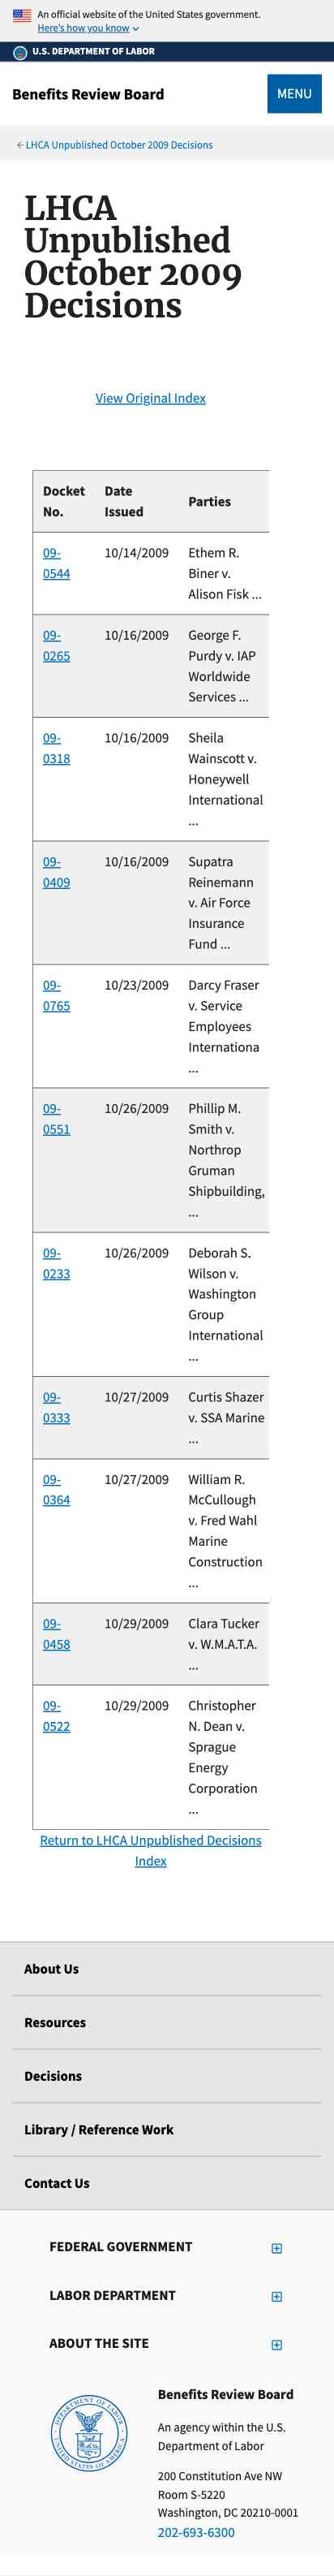 An official website of the United States government.
Here's how you know
U.S. DEPARTMENT OF LABOR
Benefits Review Board
MENU
LHCA Unpublished October 2009 Decisions
LHCA
Unpublished
October 2009
Decisions
View Original Index
Docket No.
Date Issued
Parties
09-
0544
10/14/2009
Ethem R.
Biner v.
Alison Fisk ...
09-
0265
10/16/2009
George F.
Purdy v. IAP
Worldwide
Services ...
09-
0318
10/16/2009
Sheila
Wainscott v.
Honeywell
International
...
09-
0409
10/16/2009
Supatra
Reinemann
v. Air Force
Insurance
Fund ...
09-
0765
10/23/2009
Darcy Fraser
v. Service
Employees
Internationa
...
09-
0551
10/26/2009
Phillip M.
Smith v.
Northrop
Gruman
Shipbuilding,
...
09-
0233
10/26/2009
Deborah S.
Wilson v.
Washington
Group
International
...
09-
0333
10/27/2009
Curtis Shazer
v. SSA Marine
...
09-
0364
10/27/2009
William R.
McCullough
v. Fred Wahl
Marine
Construction
...
09-
0458
10/29/2009
Clara Tucker
v. W.M.A.T.A.
...
09-
0522
10/29/2009
Christopher
N. Dean v.
Sprague
Energy
Corporation
...
Return to LHCA Unpublished Decisions
Index
About Us
Resources
Decisions
Library / Reference Work
Contact Us
FEDERAL GOVERNMENT
LABOR DEPARTMENT
ABOUT THE SITE
DEPARTMENT OF LABOR
UNITED STATES OF AMERICA
Benefits Review Board
An agency within the U.S.
Department of Labor
200 Constitution Ave NW
Room S-5220
Washington, DC 20210-0001
202-693-6300